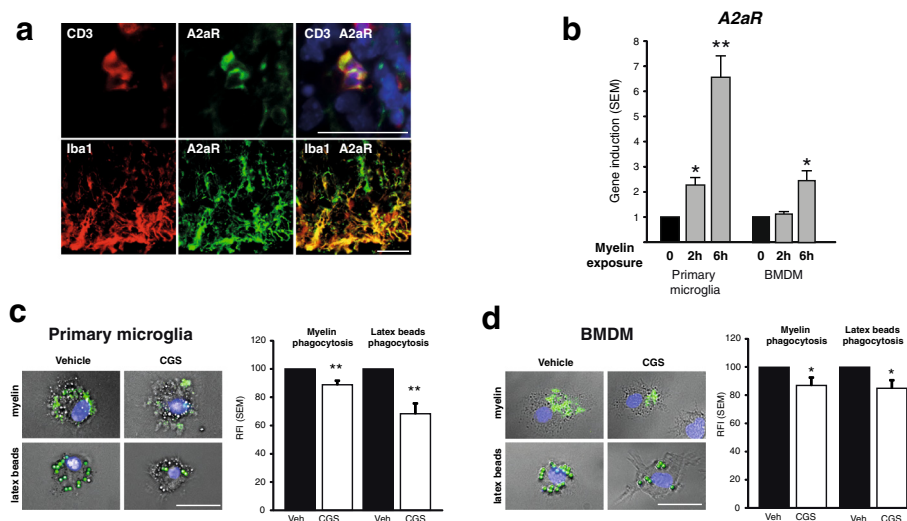 a
CD3
A2aR
CD3 A2aR
Iba1
A2aR
Iba1 A2aR
b
A2aR
Gene induction (SEM)
8
7
6
5
4
3
2
1
*
**
*
Myelin
exposure
0 2h 6h
0 2h 6h
Primary
microglia
BMDM
c
Primary microglia
Vehicle
CGS
myelin
latex beads
Myelin
phagocytosis
Latex beads
phagocytosis
RFI (SEM)
120
100
80
60
40
20
0
**
**
Veh CGS
Veh CGS
d
BMDM
Vehicle
CGS
myelin
latex beads
Myelin
phagocytosis
Latex beads
phagocytosis
RFI (SEM)
120
100
80
60
40
20
0
*
*
Veh CGS
Veh CGS